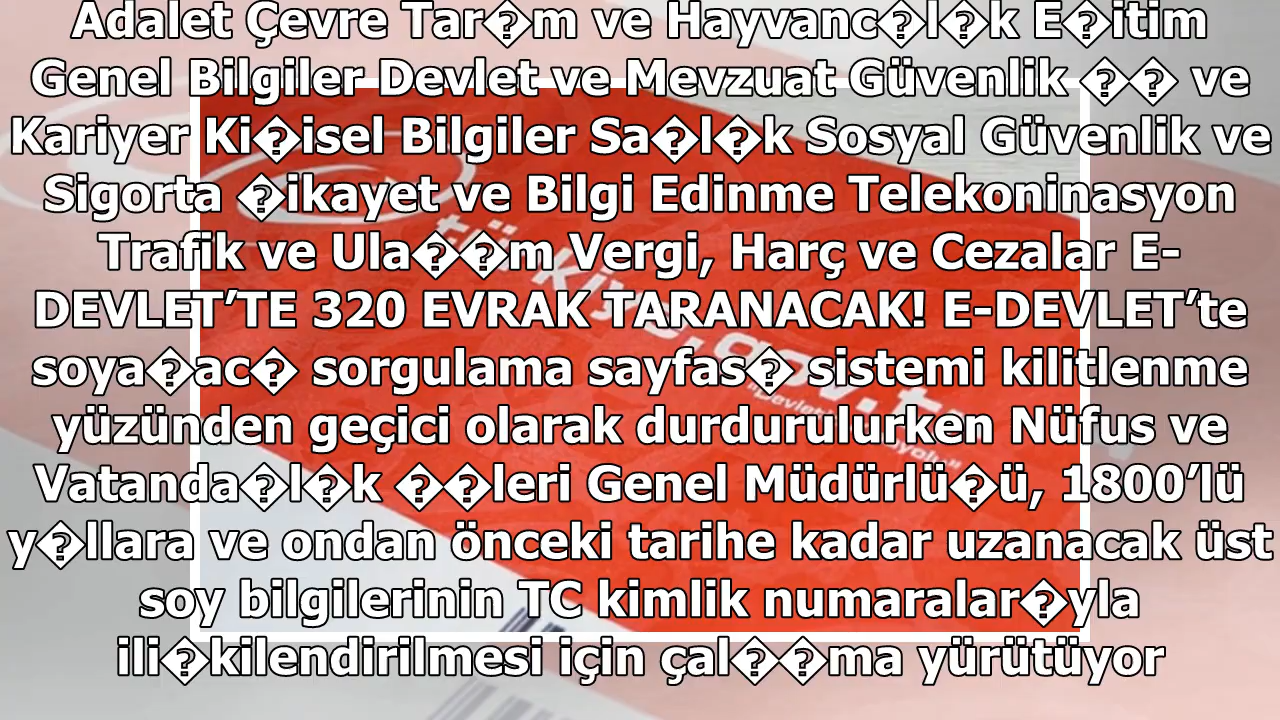 Adalet Çevre Tar�m ve Hayvanc�l�k E�itim
Genel Bilgiler Devlet ve Mevzuat Güvenlik �� ve
Kariyer Ki�isel Bilgiler Sa�l�k Sosyal Güvenlik ve
Sigorta �ikayet ve Bilgi Edinme Telekoninasyon
Trafik ve Ula��m Vergi, Harç ve Cezalar E-
DEVLET’TE 320 EVRAK TARANACAK! E-DEVLET’te
soya�ac� sorgulama sayfas� sistemi kilitlenme
yüzünden geçici olarak durdurulurken Nüfus ve
Vatanda�l�k ��leri Genel Müdürlü�ü, 1800’lü
y�llara ve ondan önceki tarihe kadar uzanacak üst
soy bilgilerinin TC kimlik numaralar�yla
ili�kilendirilmesi için çal��ma yürütüyor